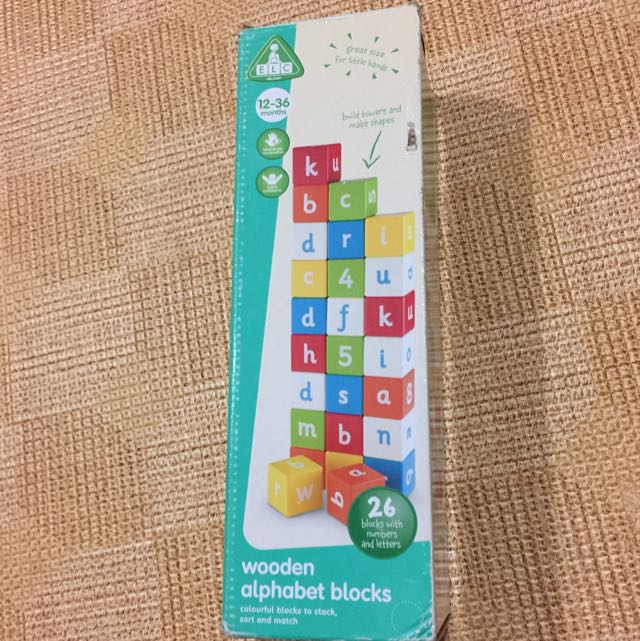 ELC
great size
for little hands
12-36
months
build towers and
make shapes
k u
b c s
d r i s
c 4 u d
d f k u
h 5 i o
d s a 8
m b n
b a
r w b
26
blocks with
numbers
and letters
wooden
alphabet blocks
colourful blocks to stack,
sort and match